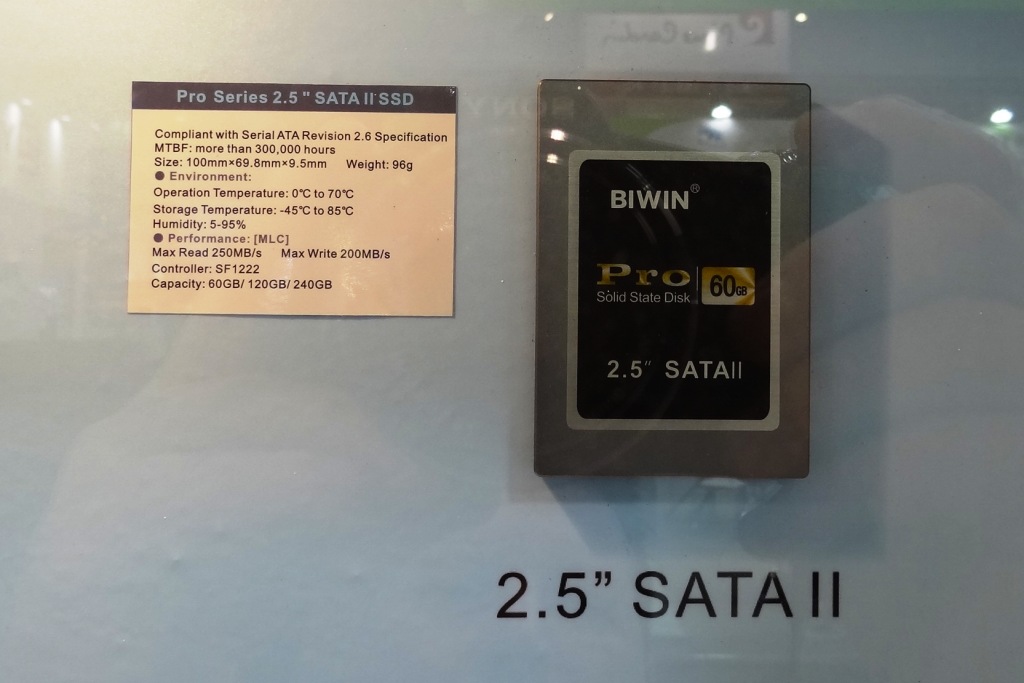 Pro Series 2.5 " SATA II SSD
Compliant with Serial ATA Revision 2.6 Specification
MTBF: more than 300,000 hours
Size: 100mm×69.8mm×9.5mm Weight: 96g
● Environment:
Operation Temperature: 0℃ to 70℃
Storage Temperature: -45℃ to 85℃
Humidity: 5-95%
● Performance: [MLC]
Max Read 250MB/s Max Write 200MB/s
Controller: SF1222
Capacity: 60GB/ 120GB/ 240GB
BIWIN®
Pro 60GB
Solid State Disk
2.5" SATAII
2.5” SATA II